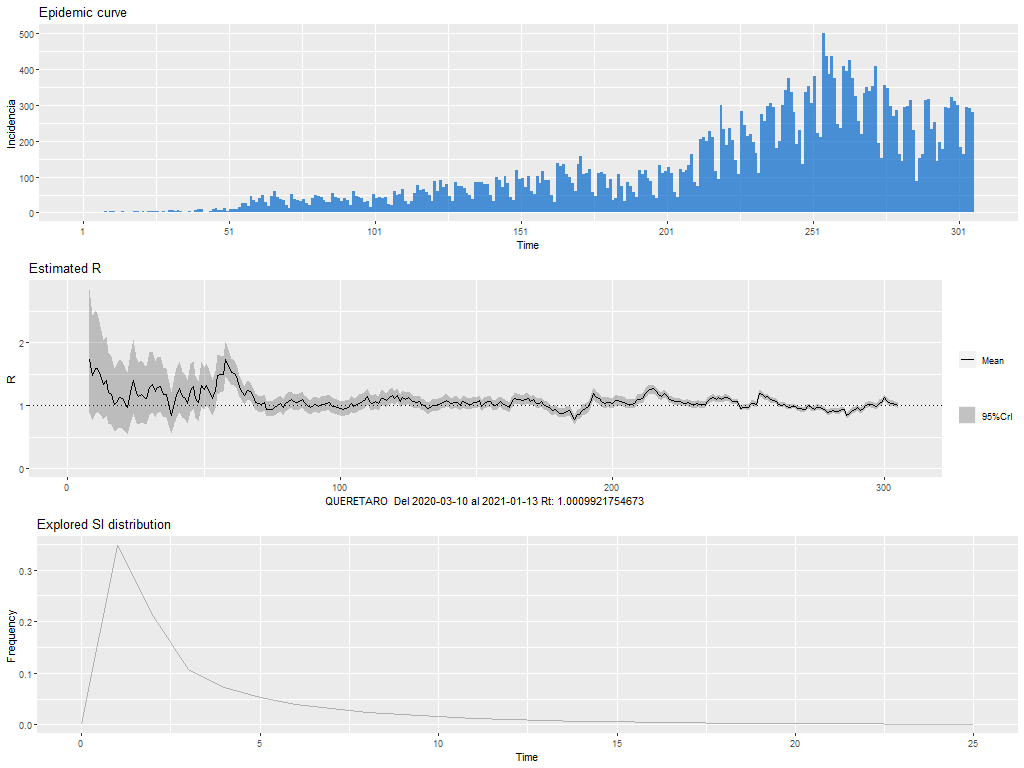 Epidemic curve
500
400
300
200
100
0
Incidencia
1 51 101 151 201 251 301
Time
Estimated R
2
1
0
R
0 100 200 300
QUERETARO Del 2020-03-10 al 2021-01-13 Rt: 1.0009921754673
Mean
95%CrI
Explored SI distribution
0.3
0.2
0.1
0.0
Frequency
0 5 10 15 20 25
Time